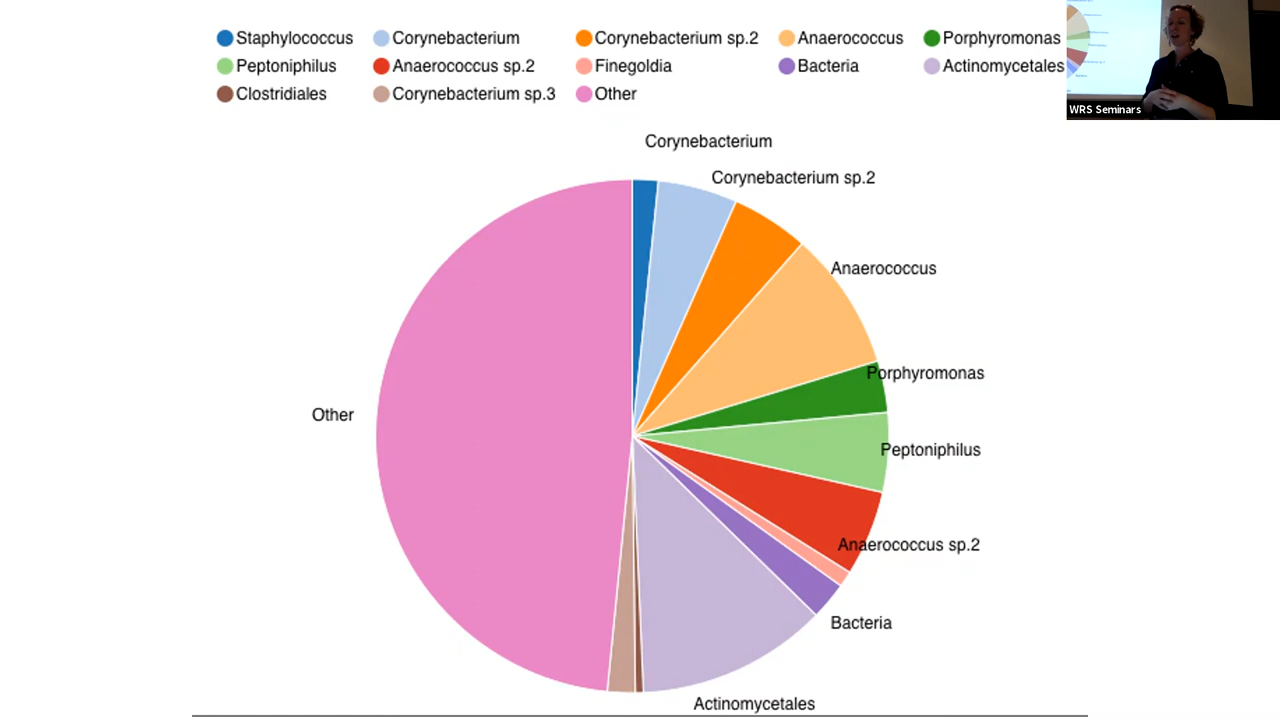 Staphylococcus Corynebacterium Corynebacterium sp.2 Anaerococcus Porphyromonas
Peptoniphilus Anaerococcus sp.2 Finegoldia Bacteria Actinomycetales
Clostridiales Corynebacterium sp.3 Other
WRS Seminars
Corynebacterium
Corynebacterium sp.2
Anaerococcus
Porphyromonas
Other
Peptoniphilus
Anaerococcus sp.2
Bacteria
Actinomycetales